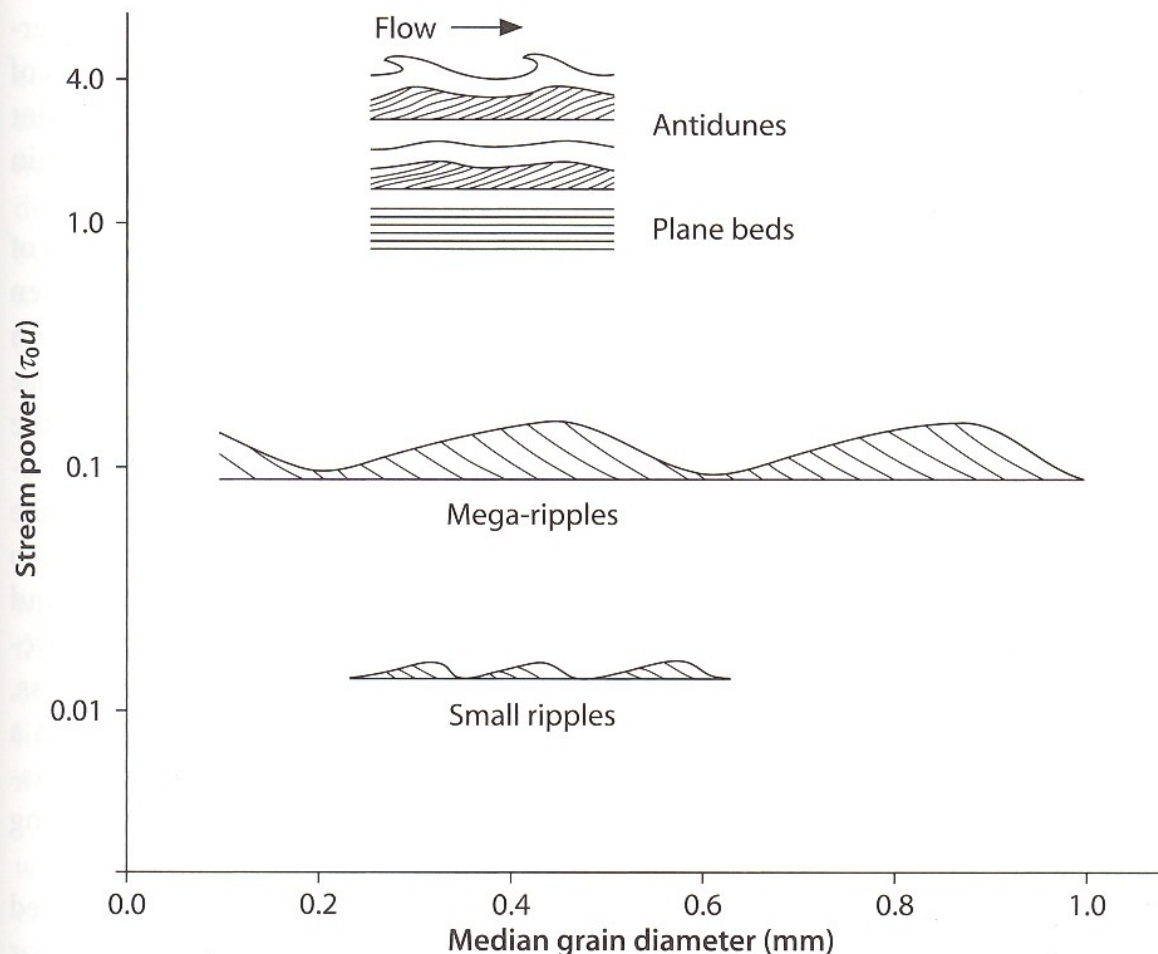 Flow
4.0
Antidunes
1.0
Plane beds
Stream power (τ₀u)
0.1
Mega-ripples
Small ripples
0.01
0.0 0.2 0.4 0.6 0.8 1.0
Median grain diameter (mm)